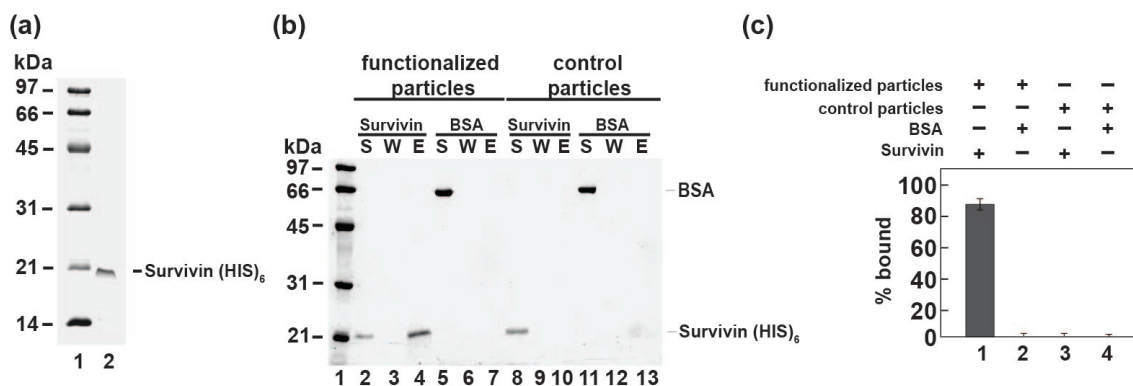 (a)
kDa
97
66
45
31
21
14
Survivin (HIS)6
1 2
(b)
functionalized particles
control particles
Survivin BSA Survivin BSA
kDa S W E S W E S W E S W E
97
66
45
31
21
BSA
Survivin (HIS)6
1 2 3 4 5 6 7 8 9 10 11 12 13
(c)
functionalized particles + + − −
control particles − − + +
BSA − + − +
Survivin + − + −
% bound
100
80
60
40
20
0
1 2 3 4